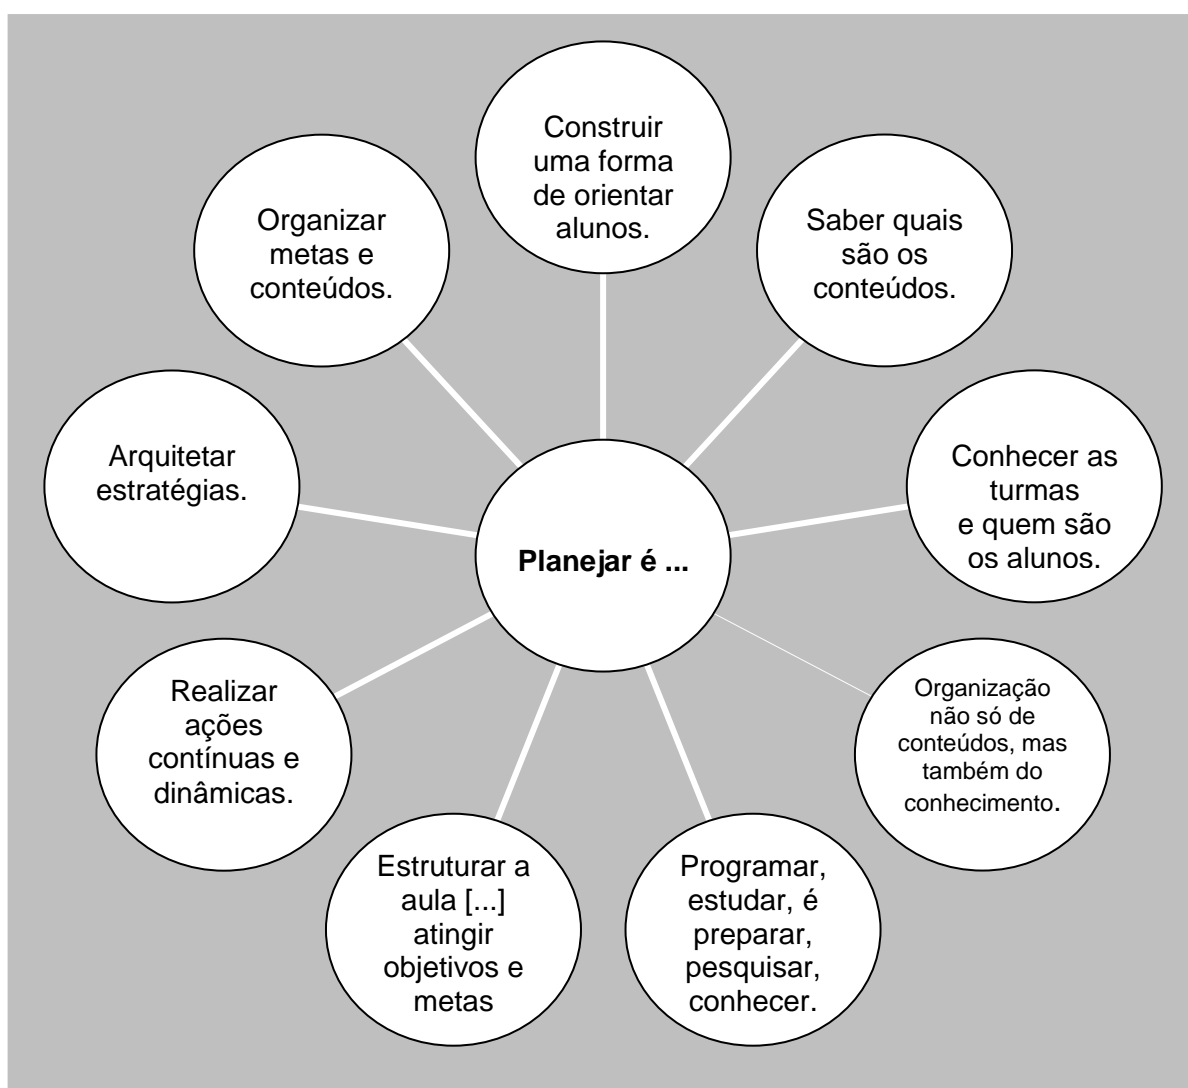 Construir
uma forma
de orientar
alunos.
Saber quais
são os
conteúdos.
Conhecer as
turmas
e quem são
os alunos.
Organização
não só de
conteúdos, mas
também do
conhecimento.
Programar,
estudar, é
preparar,
pesquisar,
conhecer.
Estruturar a
aula [...]
atingir
objetivos e
metas
Realizar
ações
contínuas e
dinâmicas.
Arquitetar
estratégias.
Organizar
metas e
conteúdos.
Planejar é ...